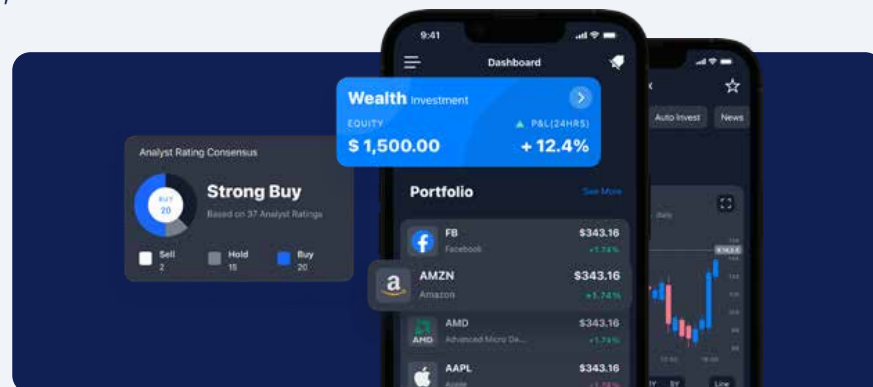 9:41
Dashboard
Wealth Investment
EQUITY
P&L(24HRS)
$ 1,500.00
+ 12.4%
Analyst Rating Consensus
BUY
20
Strong Buy
Based on 37 Analyst Ratings
Sell
2
Hold
15
Buy
20
Portfolio
See More
FB
$343.16
Facebook
+1.74%
AMZN
$343.16
Amazon
+1.74%
AMD
$343.16
AMD
Advanced Micro De...
+1.74%
AAPL
$343.16
Apple
Auto Invest
News
daily
5Y
Line